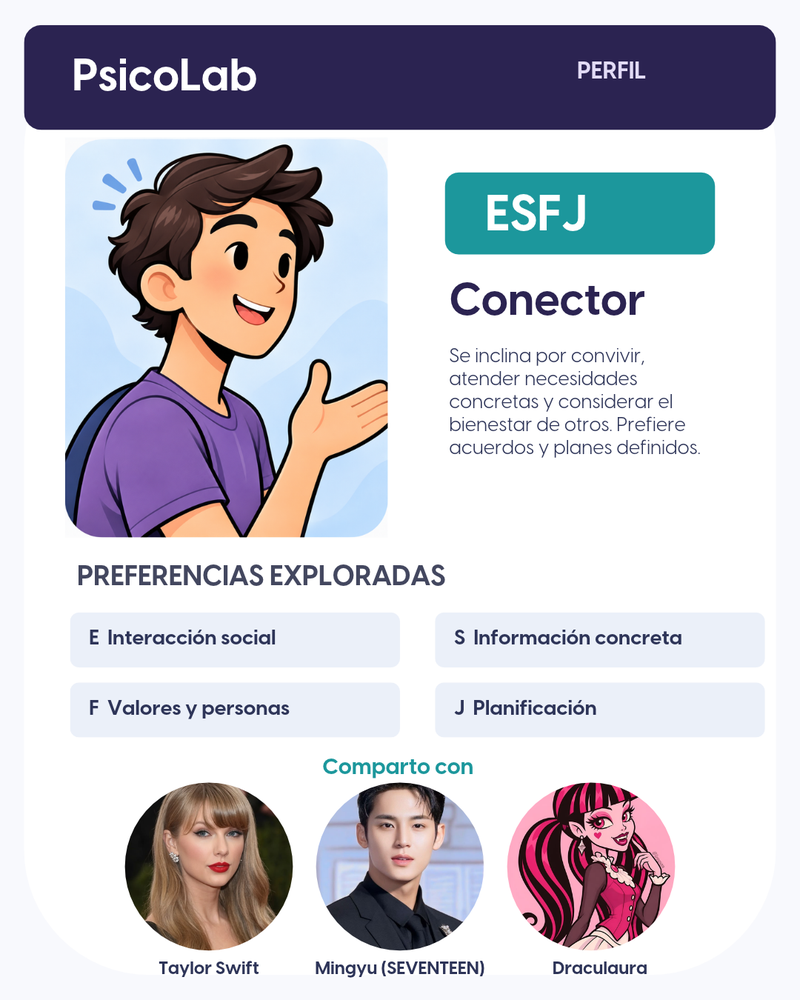 PsicoLab
PERFIL
ESFJ
Conector
Se inclina por convivir,
atender necesidades
concretas y considerar el
bienestar de otros. Prefiere
acuerdos y planes definidos.
PREFERENCIAS EXPLORADAS
E Interacción social
S Información concreta
F Valores y personas
J Planificación
Comparto con
Taylor Swift
Mingyu (SEVENTEEN)
Draculaura